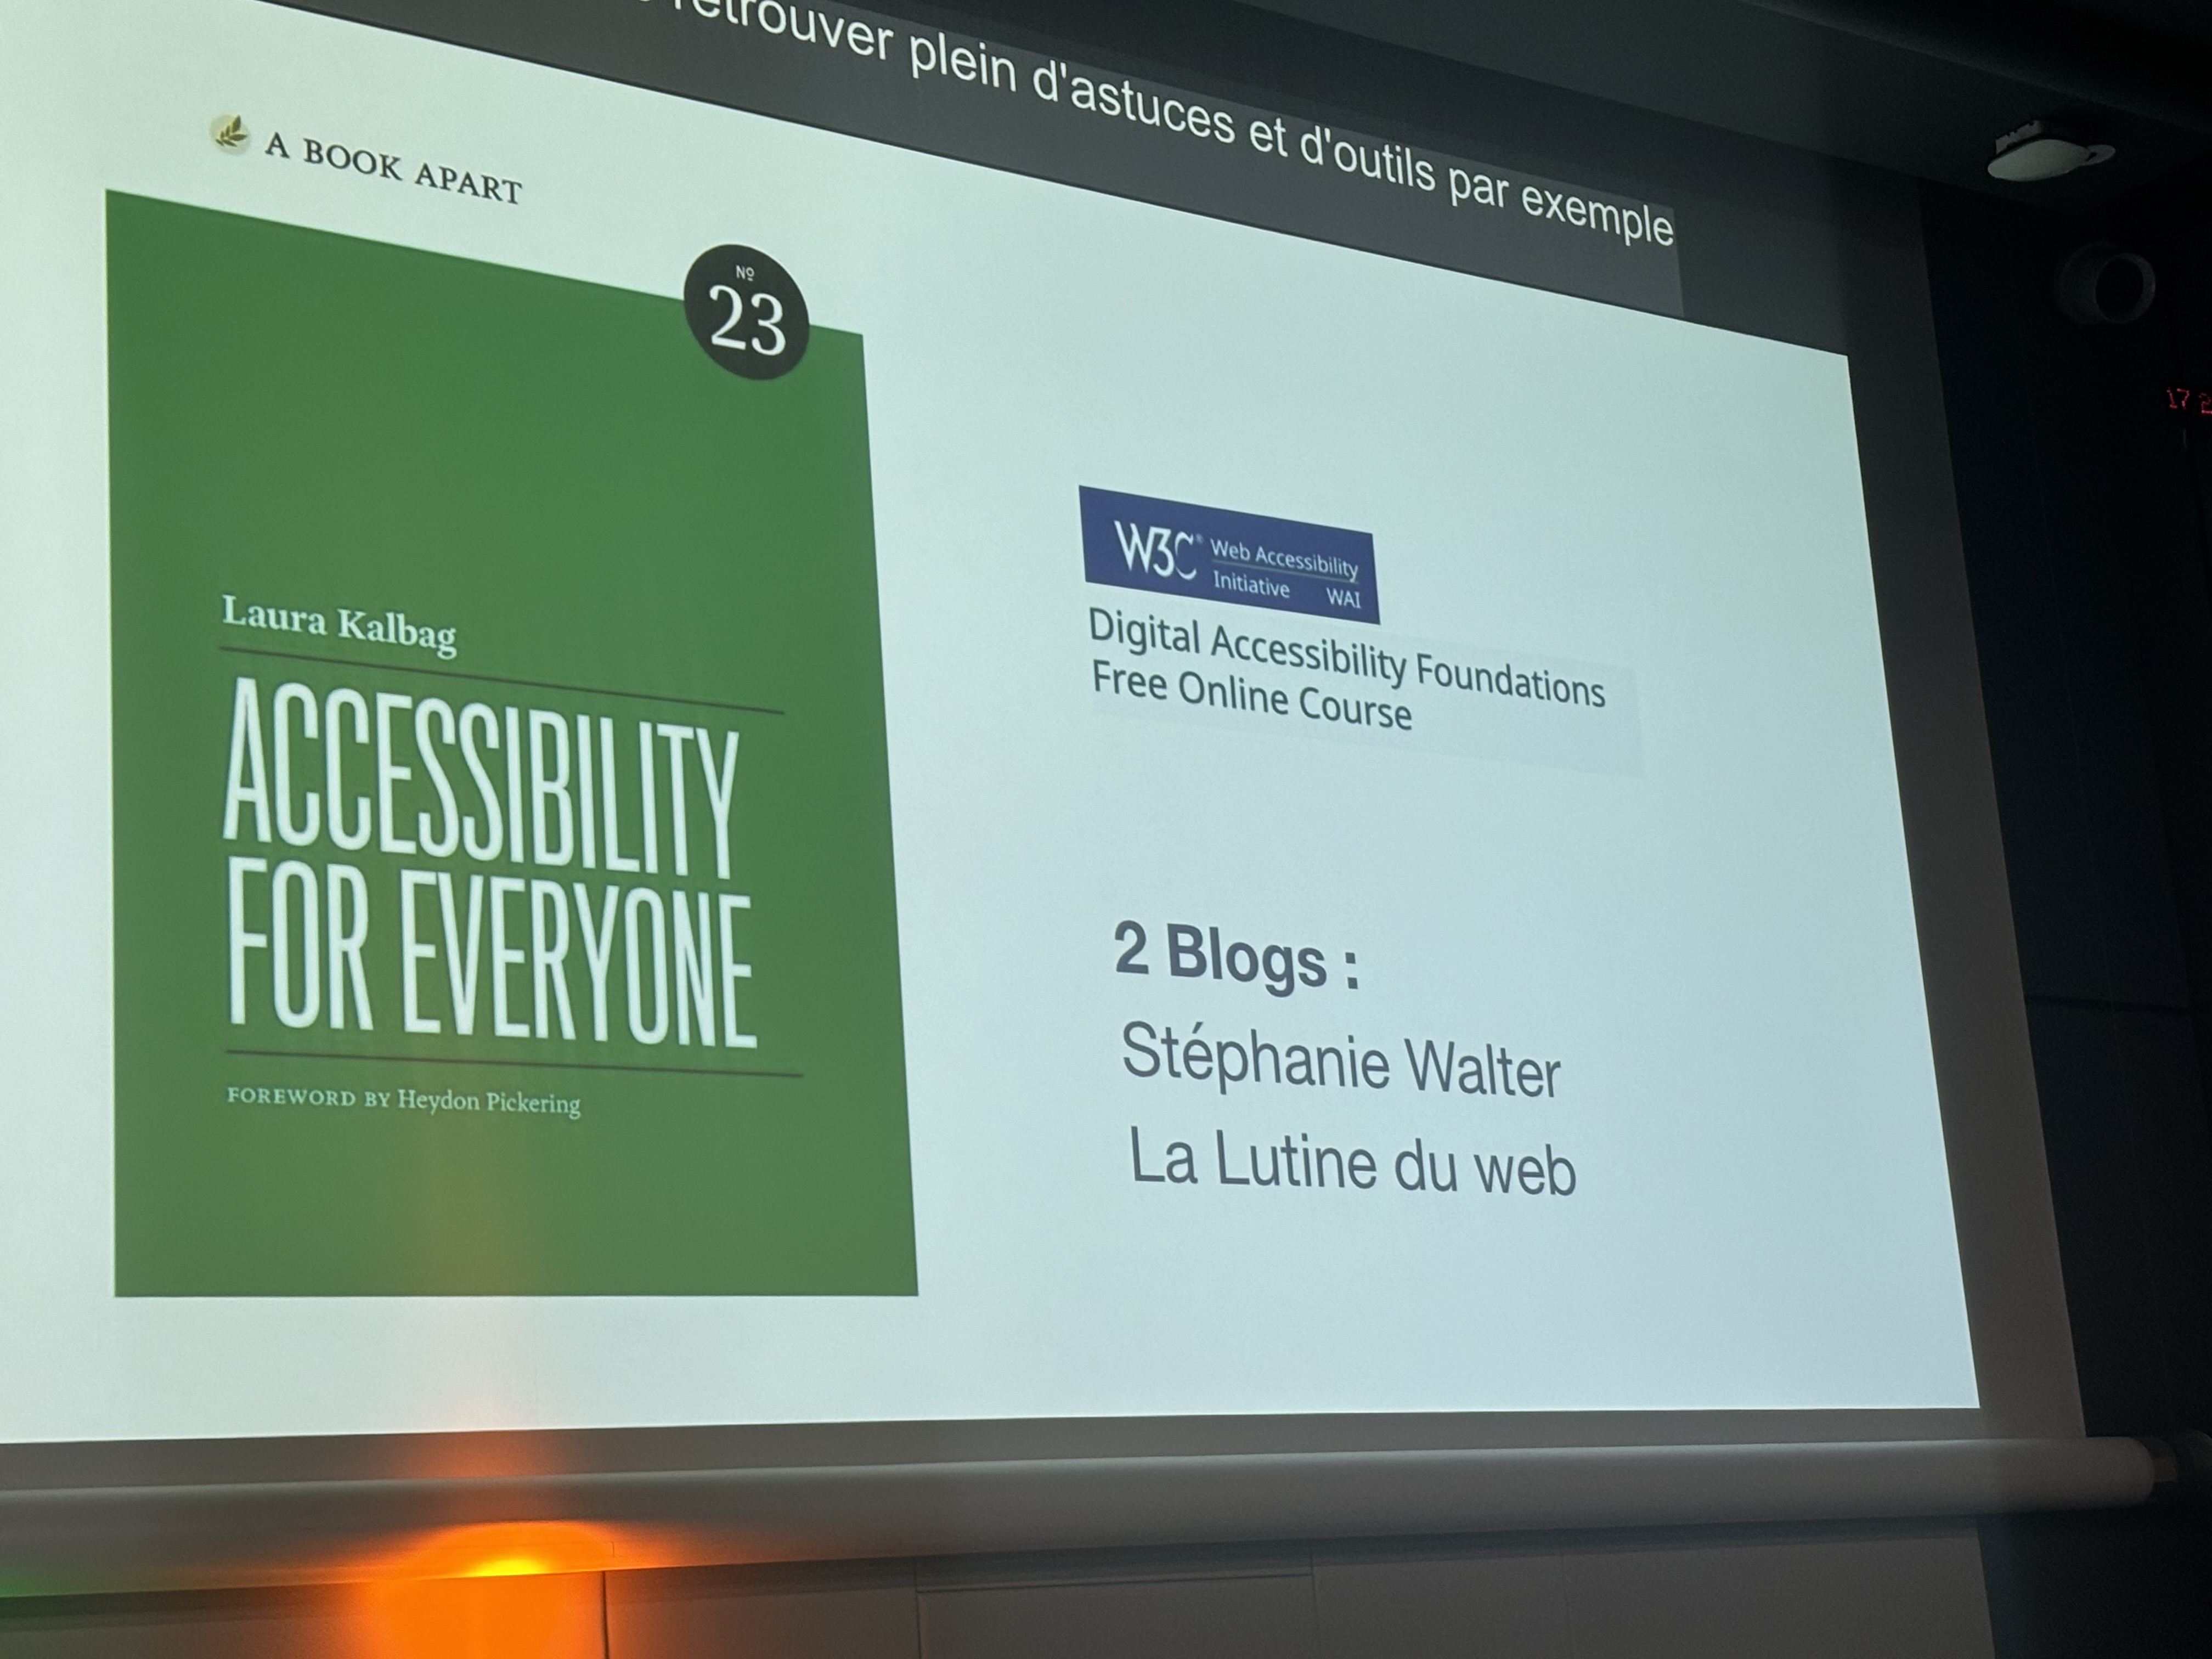 retrouver plein d'astuces et d'outils par exemple
A BOOK APART
Nº
23
Laura Kalbag
ACCESSIBILITY
FOR EVERYONE
FOREWORD BY Heydon Pickering
W3C® Web Accessibility
Initiative WAI
Digital Accessibility Foundations
Free Online Course
2 Blogs :
Stéphanie Walter
La Lutine du web
17